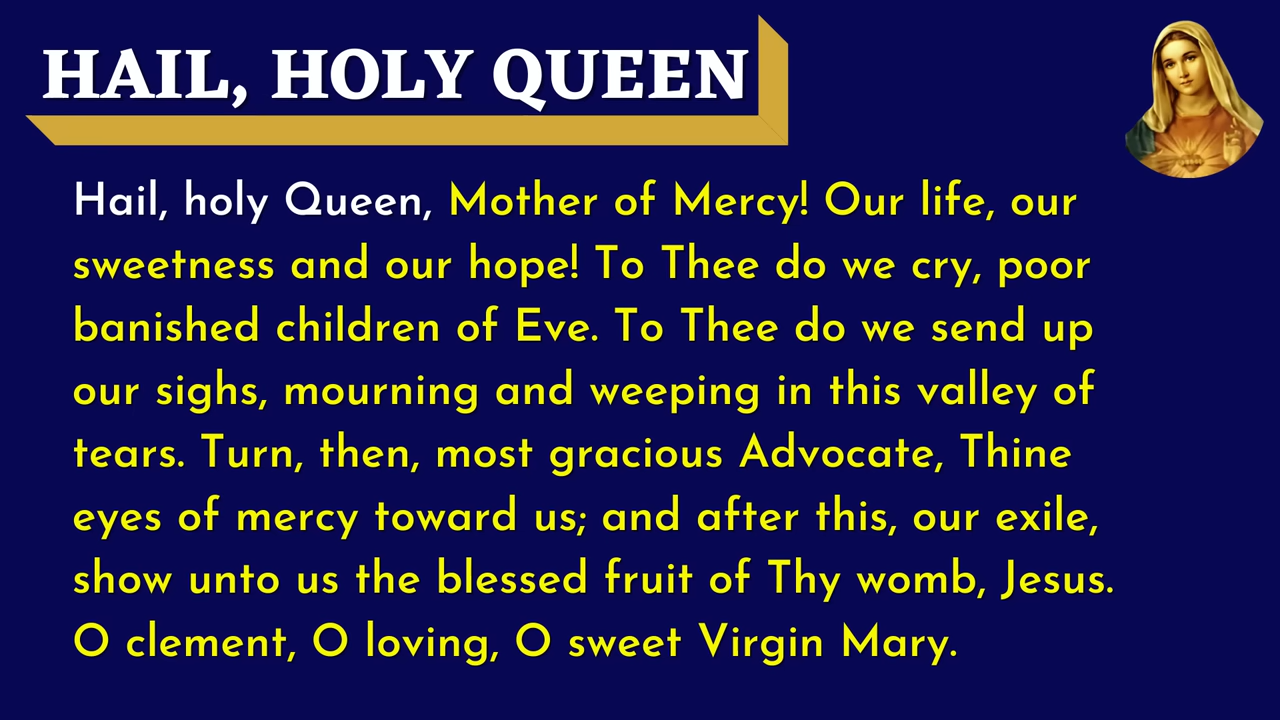 HAIL, HOLY QUEEN
Hail, holy Queen, Mother of Mercy! Our life, our
sweetness and our hope! To Thee do we cry, poor
banished children of Eve. To Thee do we send up
our sighs, mourning and weeping in this valley of
tears. Turn, then, most gracious Advocate, Thine
eyes of mercy toward us; and after this, our exile,
show unto us the blessed fruit of Thy womb, Jesus.
O clement, O loving, O sweet Virgin Mary.